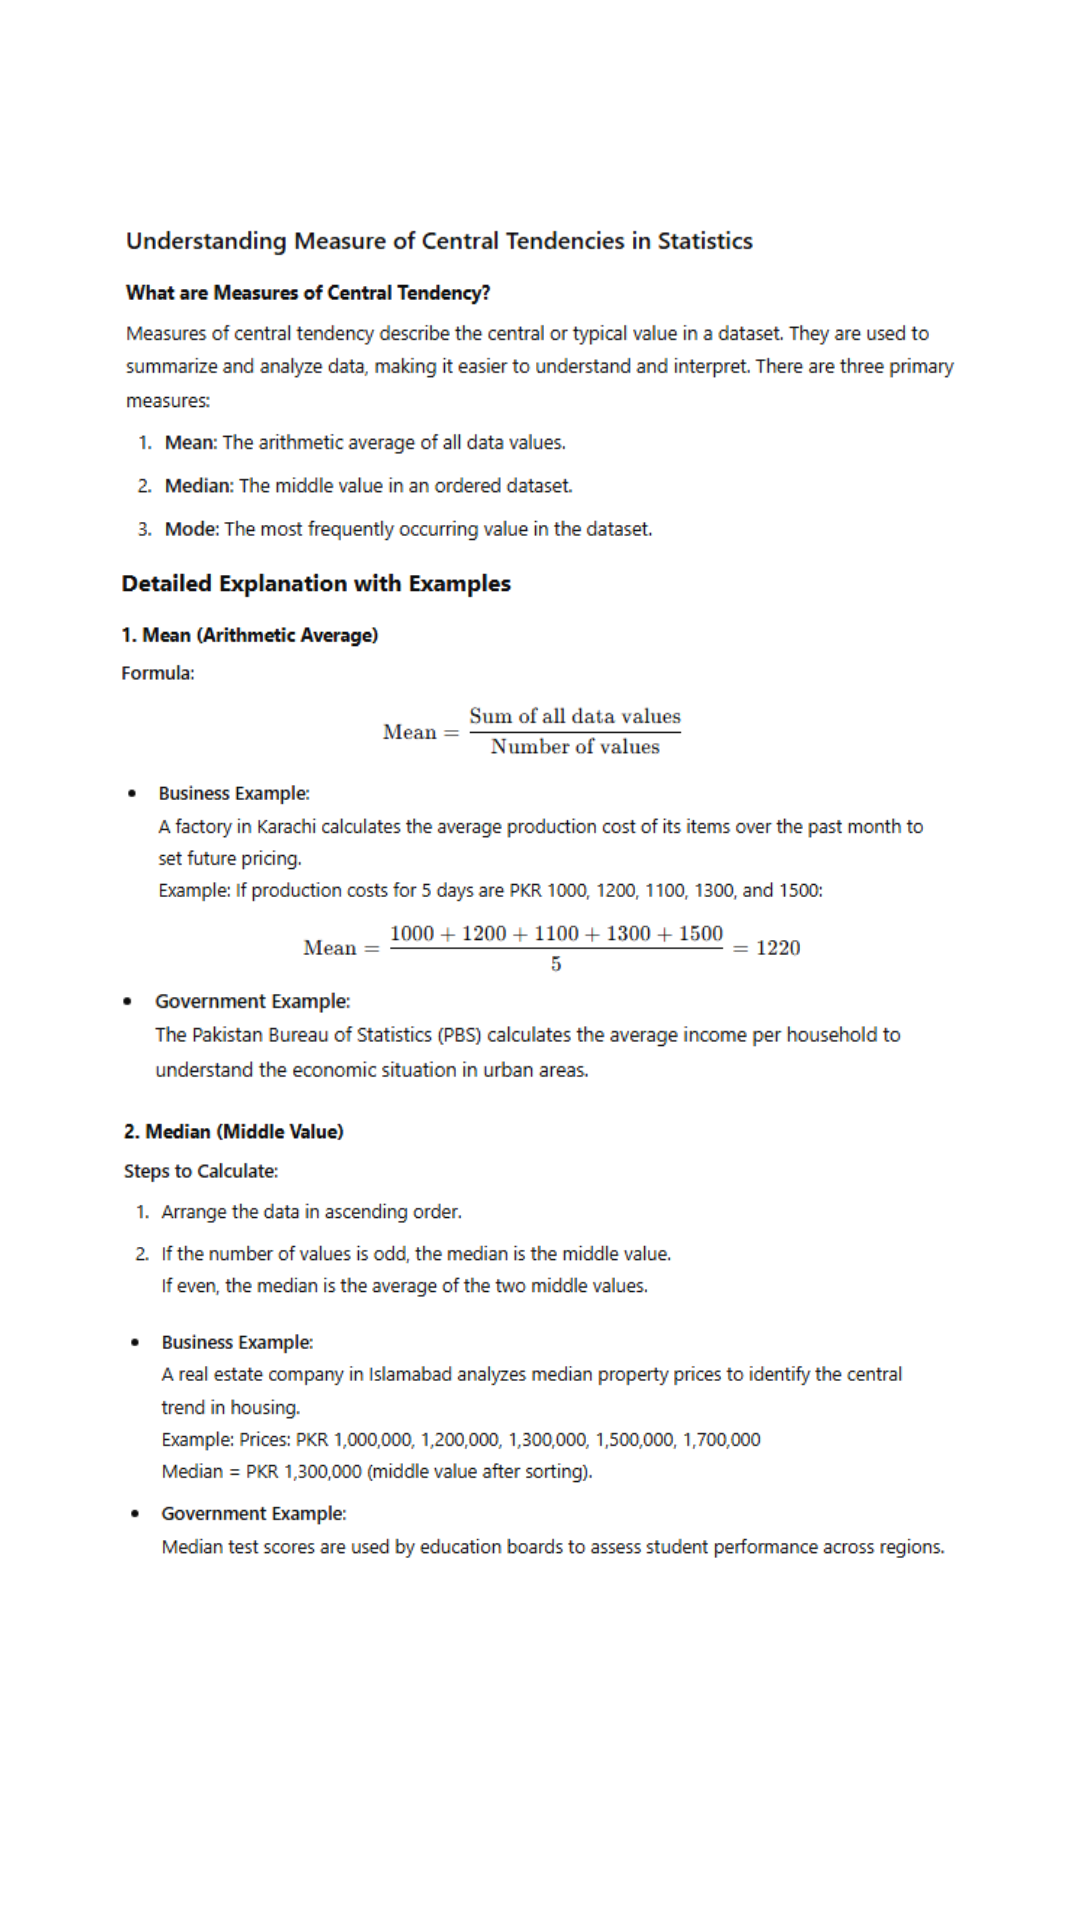 Understanding Measure of Central Tendencies in Statistics
What are Measures of Central Tendency?
Measures of central tendency describe the central or typical value in a dataset. They are used to
summarize and analyze data, making it easier to understand and interpret. There are three primary
measures:
1. Mean: The arithmetic average of all data values.
2. Median: The middle value in an ordered dataset.
3. Mode: The most frequently occurring value in the dataset.
Detailed Explanation with Examples
1. Mean (Arithmetic Average)
Formula:
Mean = Sum of all data values / Number of values
• Business Example:
A factory in Karachi calculates the average production cost of its items over the past month to
set future pricing.
Example: If production costs for 5 days are PKR 1000, 1200, 1100, 1300, and 1500:
Mean = 1000 + 1200 + 1100 + 1300 + 1500 / 5 = 1220
• Government Example:
The Pakistan Bureau of Statistics (PBS) calculates the average income per household to
understand the economic situation in urban areas.
2. Median (Middle Value)
Steps to Calculate:
1. Arrange the data in ascending order.
2. If the number of values is odd, the median is the middle value.
If even, the median is the average of the two middle values.
• Business Example:
A real estate company in Islamabad analyzes median property prices to identify the central
trend in housing.
Example: Prices: PKR 1,000,000, 1,200,000, 1,300,000, 1,500,000, 1,700,000
Median = PKR 1,300,000 (middle value after sorting).
• Government Example:
Median test scores are used by education boards to assess student performance across regions.